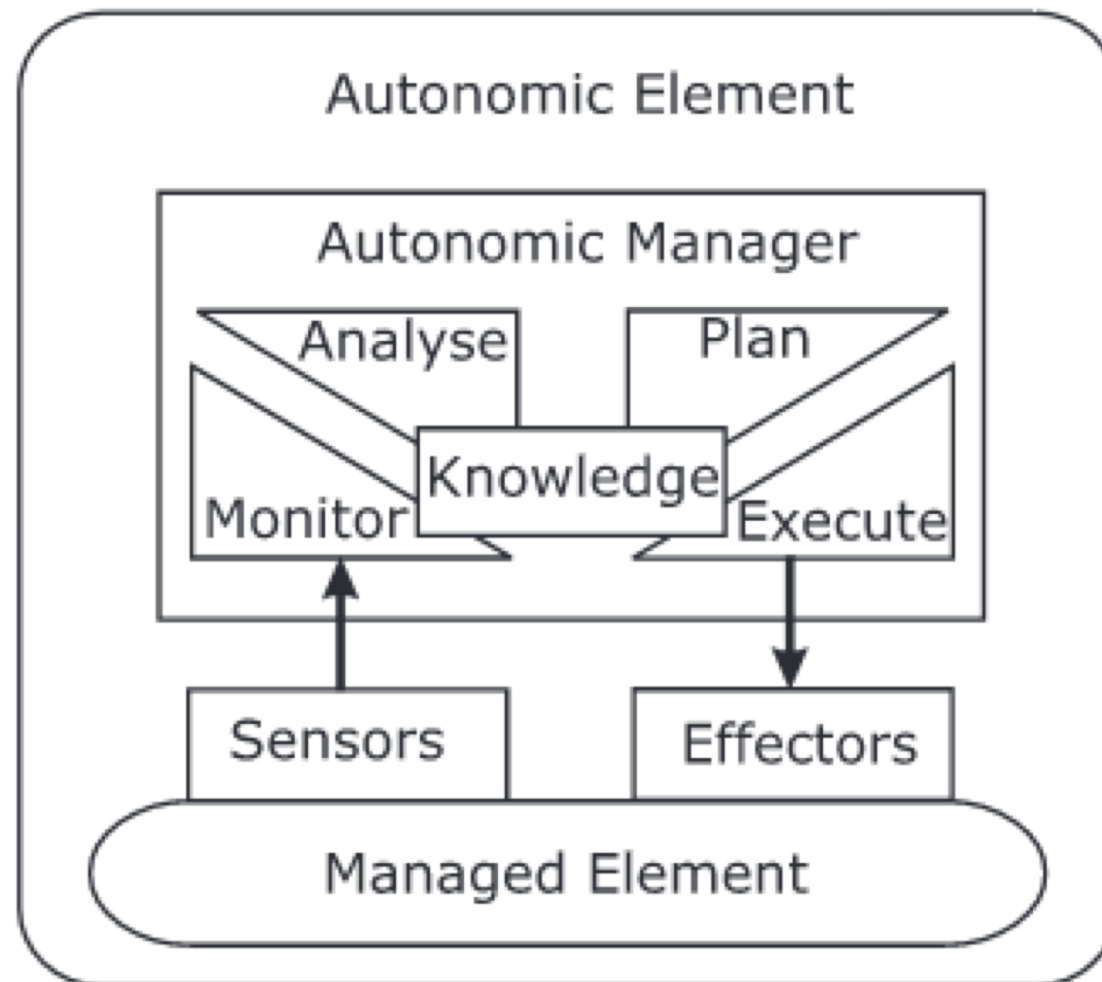 Autonomic Element
Autonomic Manager
Analyse
Plan
Knowledge
Monitor
Execute
Sensors
Effectors
Managed Element